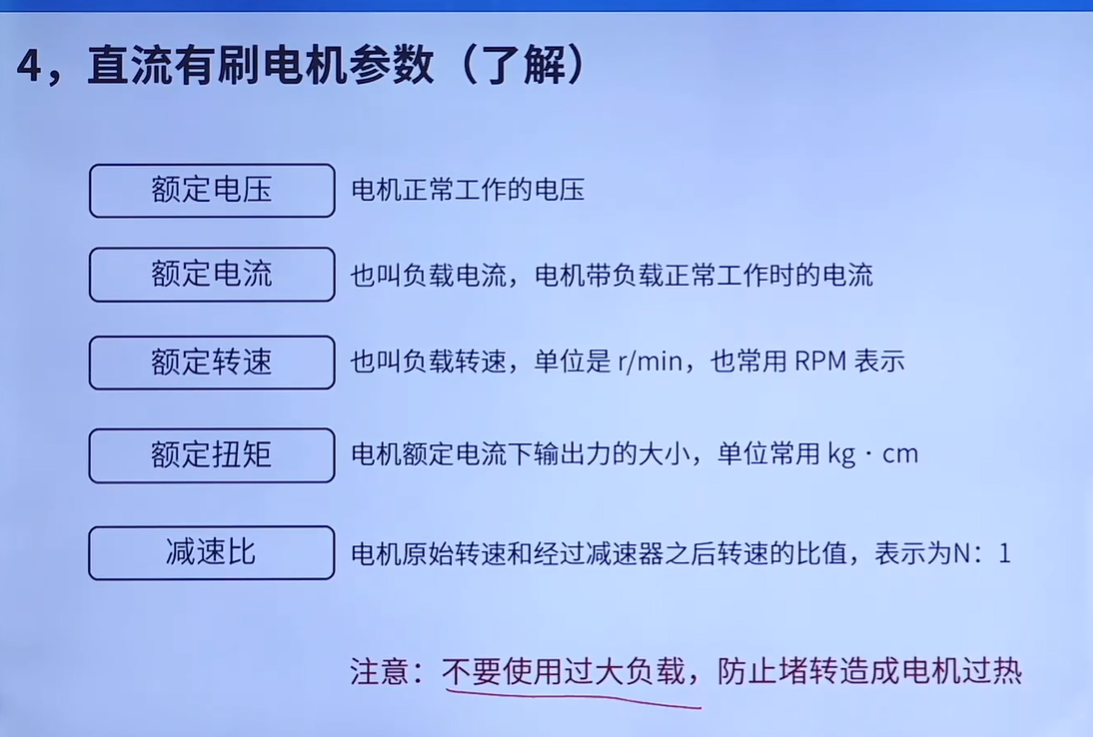 4，直流有刷电机参数（了解）
额定电压 电机正常工作的电压
额定电流 也叫负载电流，电机带负载正常工作时的电流
额定转速 也叫负载转速，单位是 r/min，也常用 RPM 表示
额定扭矩 电机额定电流下输出力的大小，单位常用 kg · cm
减速比 电机原始转速和经过减速器之后转速的比值，表示为N：1
注意：不要使用过大负载，防止堵转造成电机过热